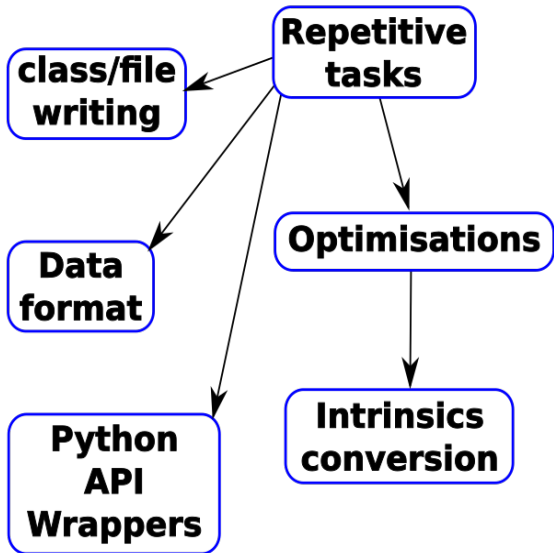 Repetitive
tasks
class/file
writing
Data
format
Optimisations
Python
API
Wrappers
Intrinsics
conversion